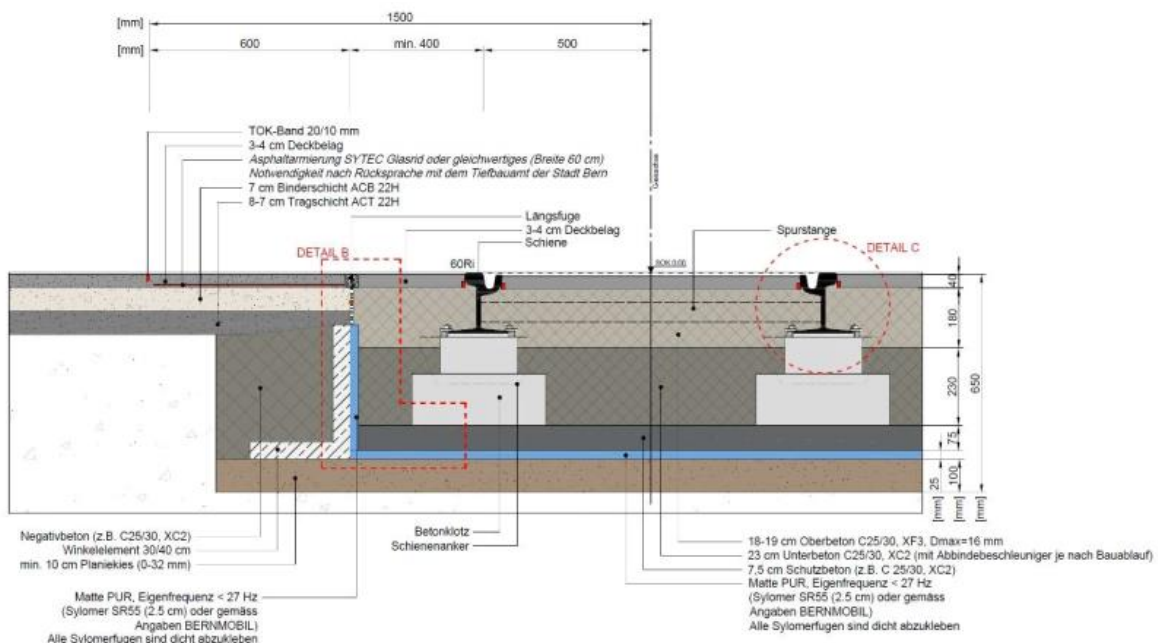 [mm] 1500
[mm] 600 min. 400 500
TOK-Band 20/10 mm
3-4 cm Deckbelag
Asphaltarmierung SYTEC Glasrid oder gleichwertiges (Breite 60 cm)
Notwendigkeit nach Rücksprache mit dem Tiefbauamt der Stadt Bern
7 cm Binderschicht ACB 22H
8-7 cm Tragschicht ACT 22H
Längsfuge
3-4 cm Deckbelag
Schiene
Spurstange
DETAIL B
DETAIL C
60Ri
SOK 0.00
40
180
230
75
25
100
650
[mm]
[mm]
[mm]
Negativbeton (z.B. C25/30, XC2)
Winkelelement 30/40 cm
min. 10 cm Planiekies (0-32 mm)
Matte PUR, Eigenfrequenz < 27 Hz
(Sylomer SR55 (2.5 cm) oder gemäss
Angaben BERNMOBIL)
Alle Sylomerfugen sind dicht abzukleben
Betonklotz
Schienenanker
18-19 cm Oberbeton C25/30, XF3, Dmax=16 mm
23 cm Unterbeton C25/30, XC2 (mit Abbindebeschleuniger je nach Bauablauf)
7,5 cm Schutzbeton (z.B. C 25/30, XC2)
Matte PUR, Eigenfrequenz < 27 Hz
(Sylomer SR55 (2.5 cm) oder gemäss
Angaben BERNMOBIL)
Alle Sylomerfugen sind dicht abzukleben